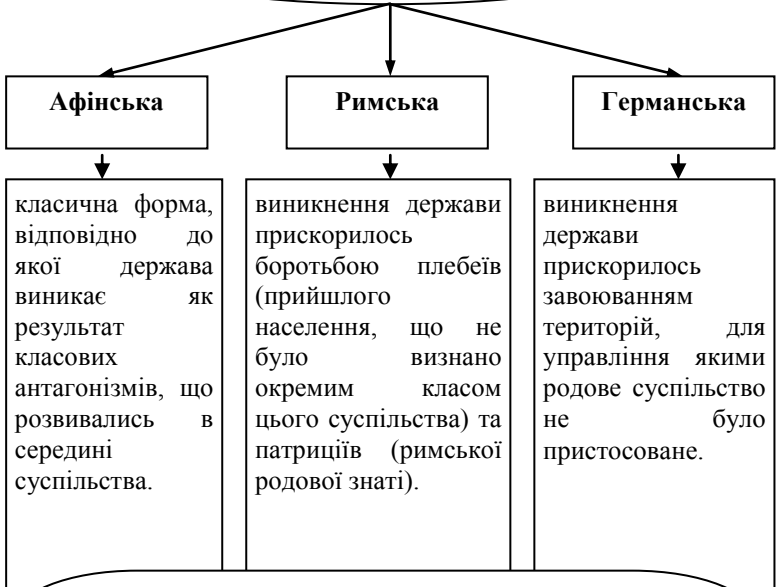 Афінська
Римська
Германська
класична форма,
відповідно до
якої держава
виникає як
результат
класових
антагонізмів, що
розвивались в
середині
суспільства.
виникнення держави
прискорилось
боротьбою плебеїв
(прийшлого
населення, що не
було визнано
окремим класом
цього суспільства) та
патриціїв (римської
родової знаті).
виникнення
держави
прискорилось
завоюванням
територій, для
управління якими
родове суспільство
не було
пристосоване.